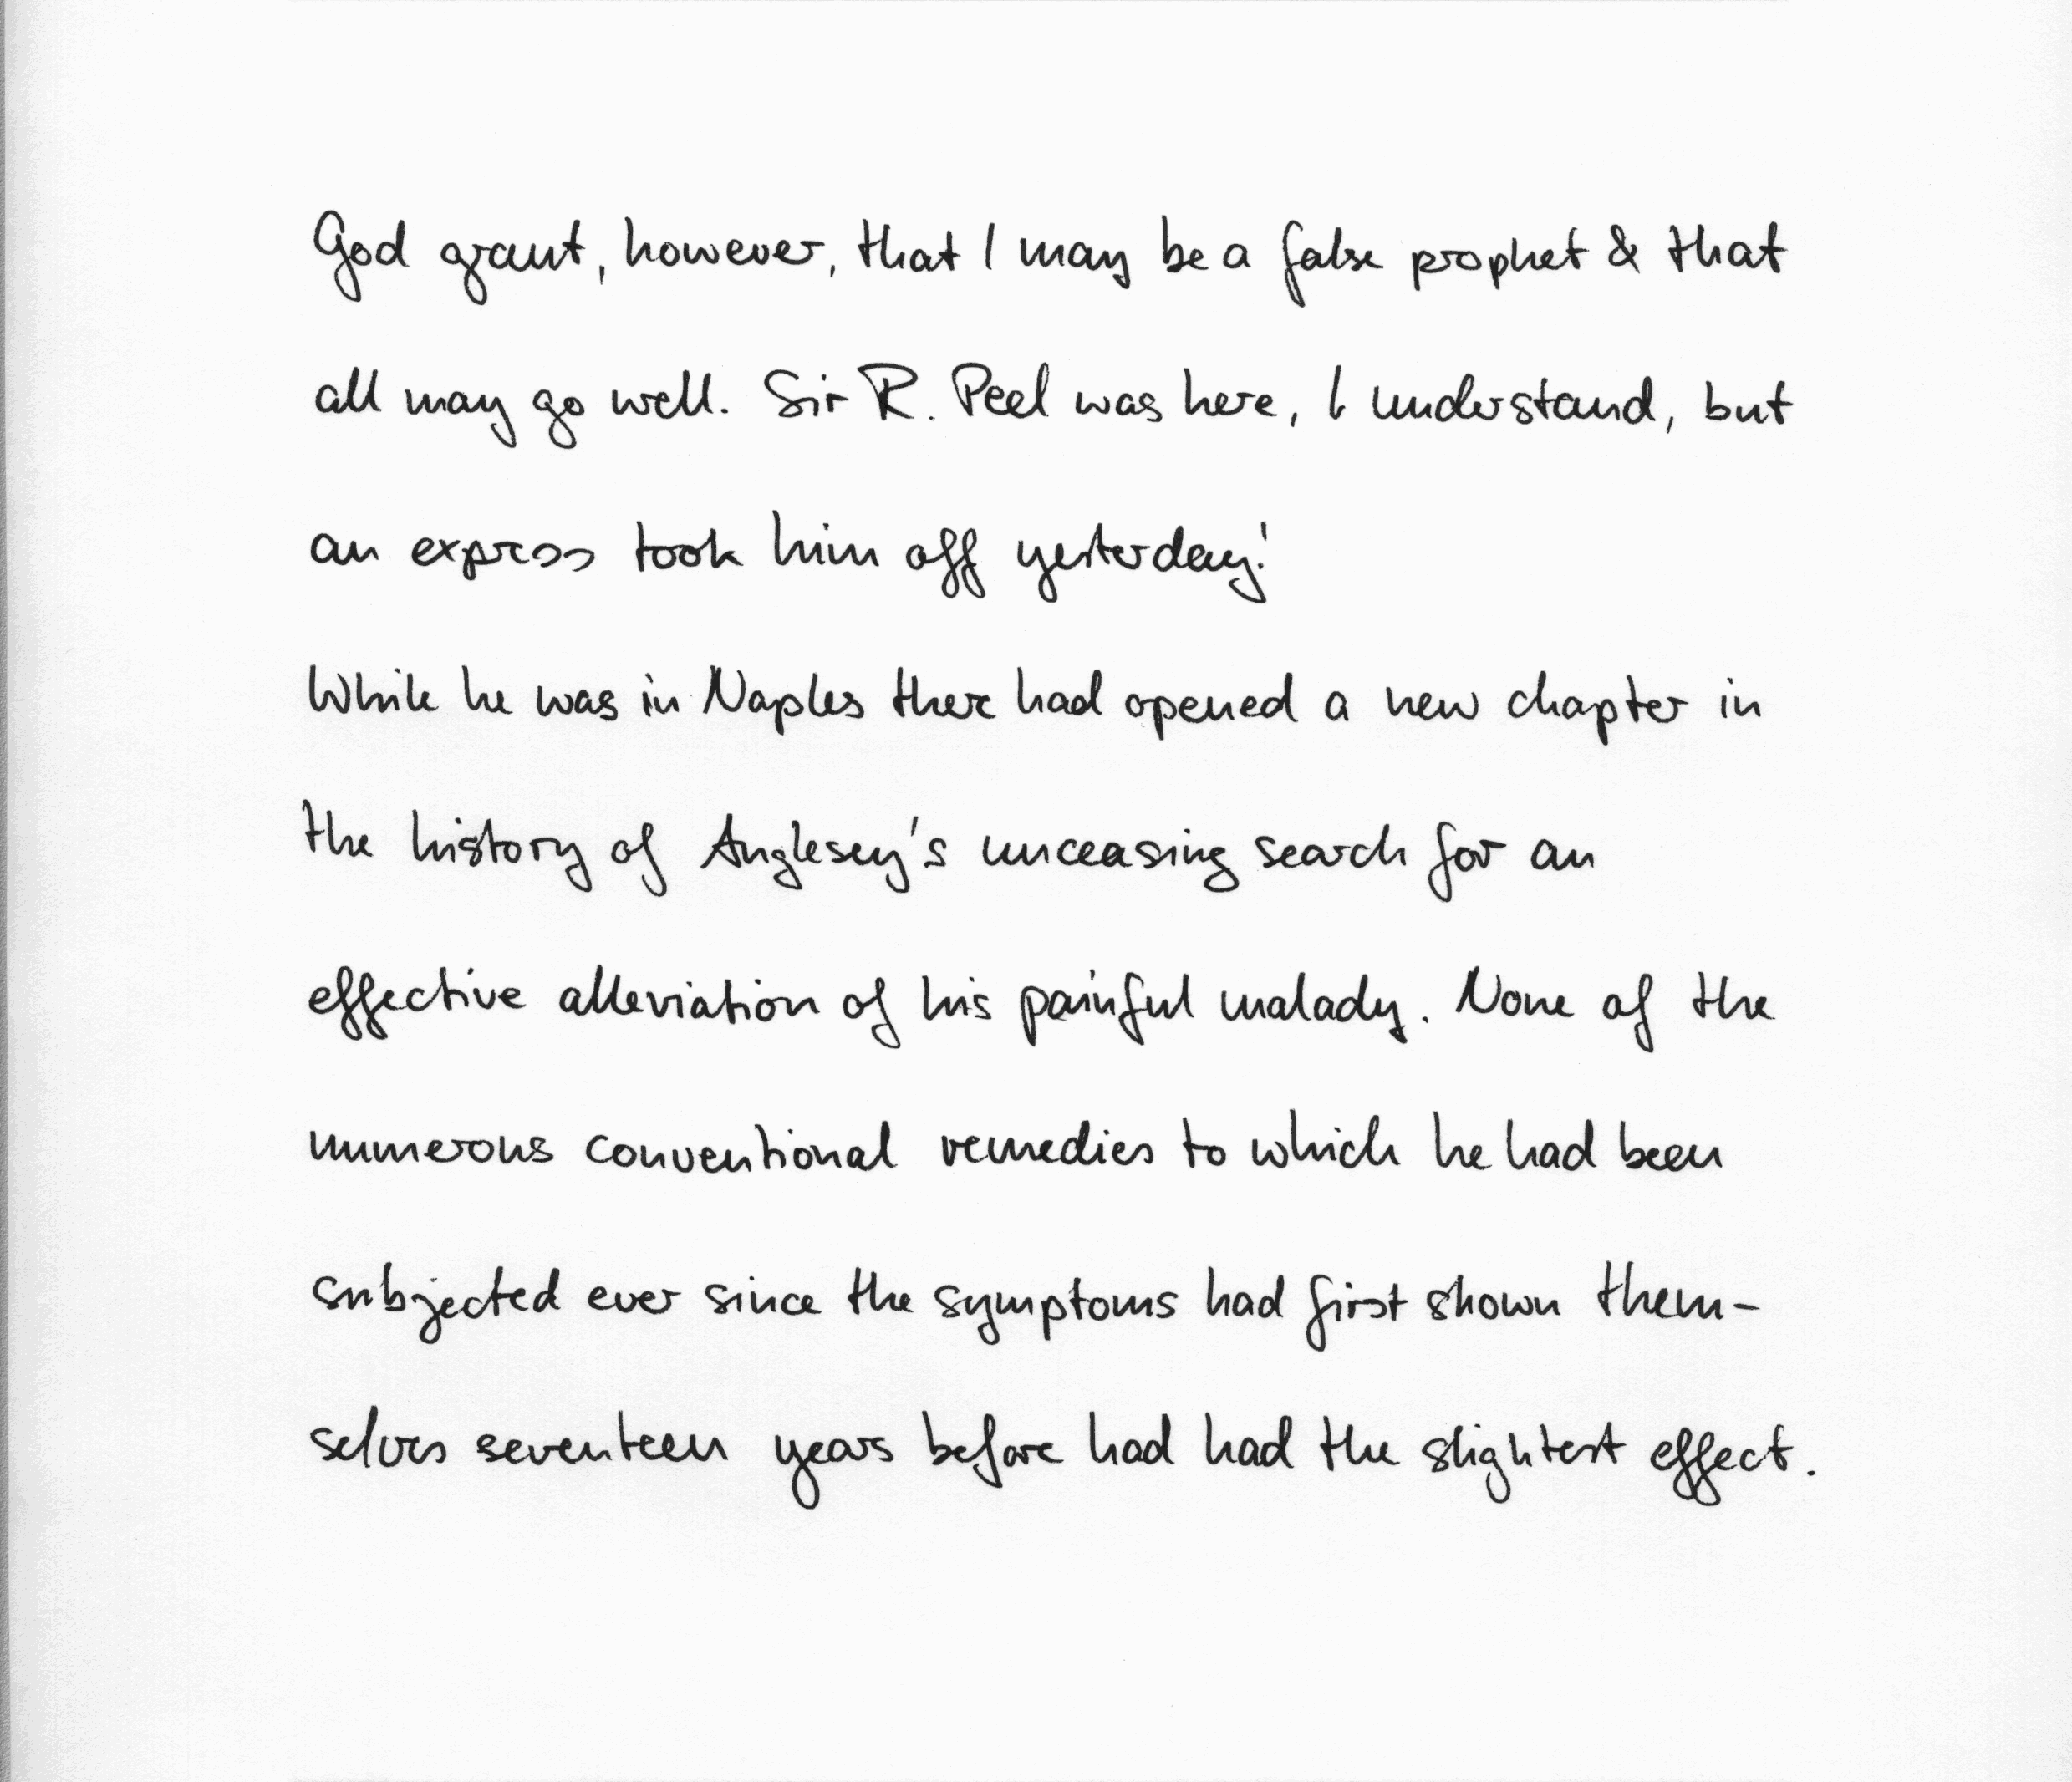 God grant, however, that I may be a false prophet & that
all may go well. Sir R. Peel was here, I understand, but
an express took him off yesterday!
While he was in Naples there had opened a new chapter in
the history of Anglesey's unceasing search for an
effective alleviation of his painful malady. None of the
numerous conventional remedies to which he had been
subjected ever since the symptoms had first shown them-
selves seventeen years before had had the slightest effect.